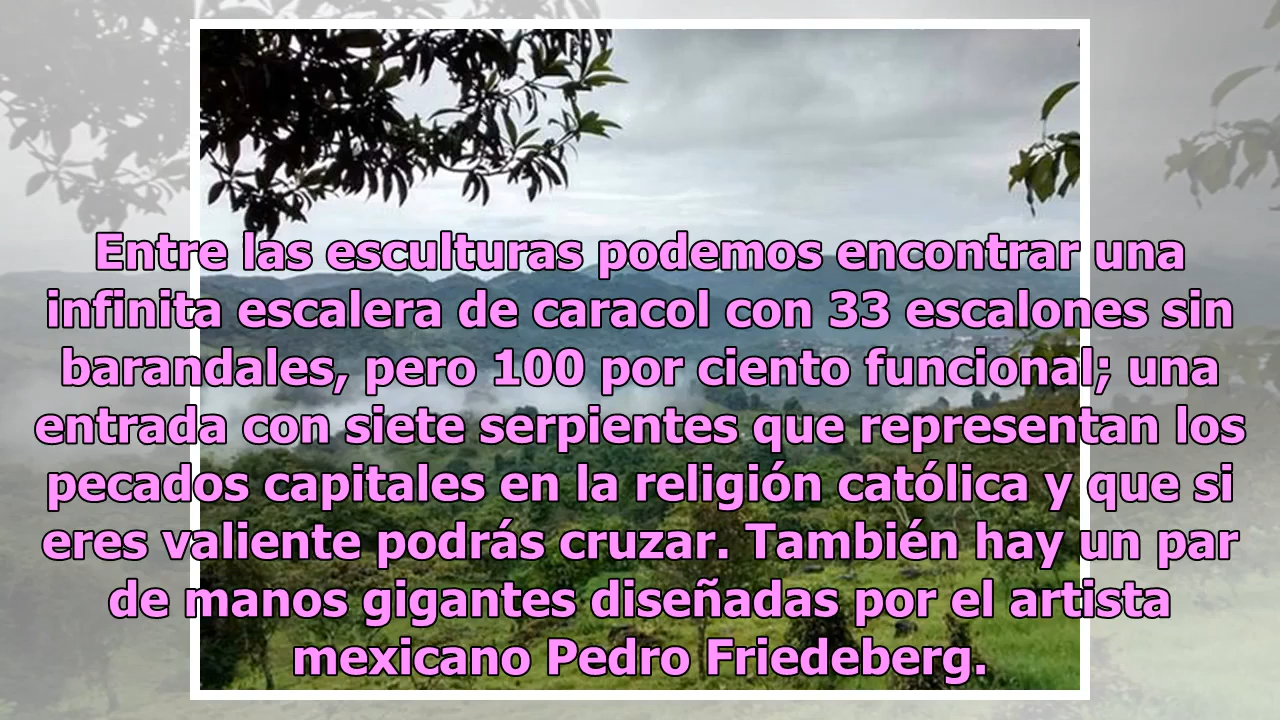 Entre las esculturas podemos encontrar una
infinita escalera de caracol con 33 escalones sin
barandales, pero 100 por ciento funcional; una
entrada con siete serpientes que representan los
pecados capitales en la religión católica y que si
eres valiente podrás cruzar. También hay un par
de manos gigantes diseñadas por el artista
mexicano Pedro Friedeberg.